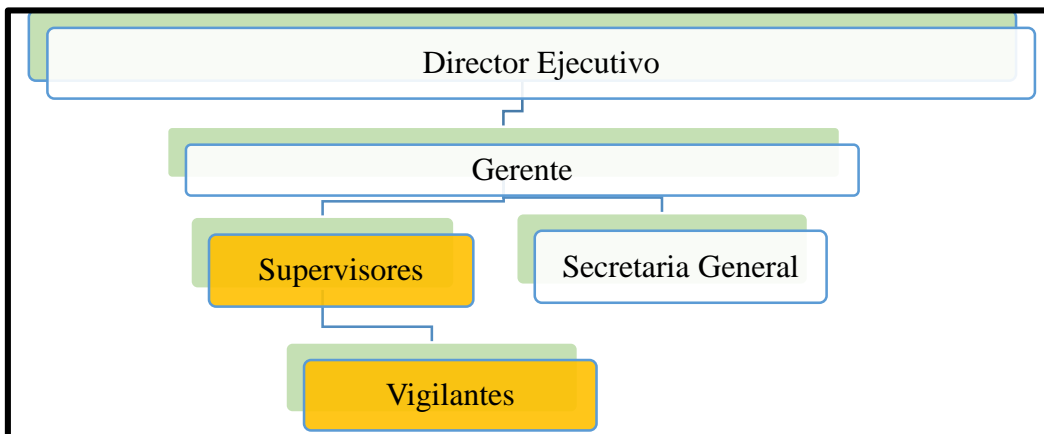 Director Ejecutivo
Gerente
Supervisores
Secretaria General
Vigilantes